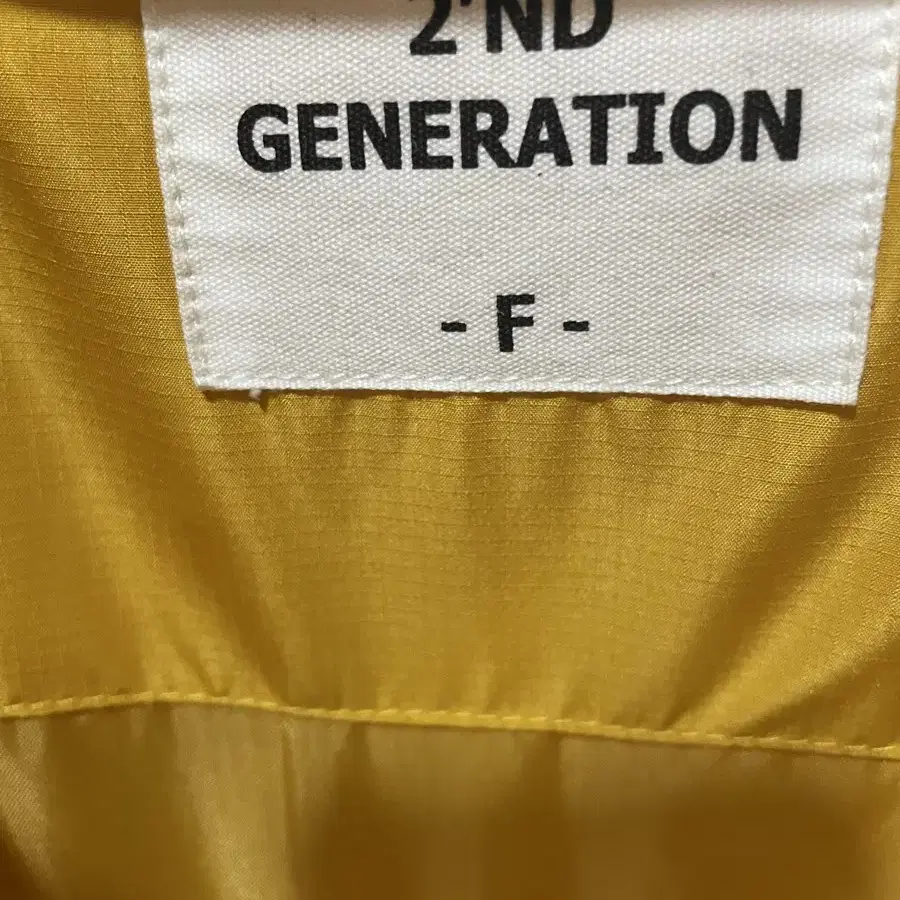 2'ND
GENERATION
- F -